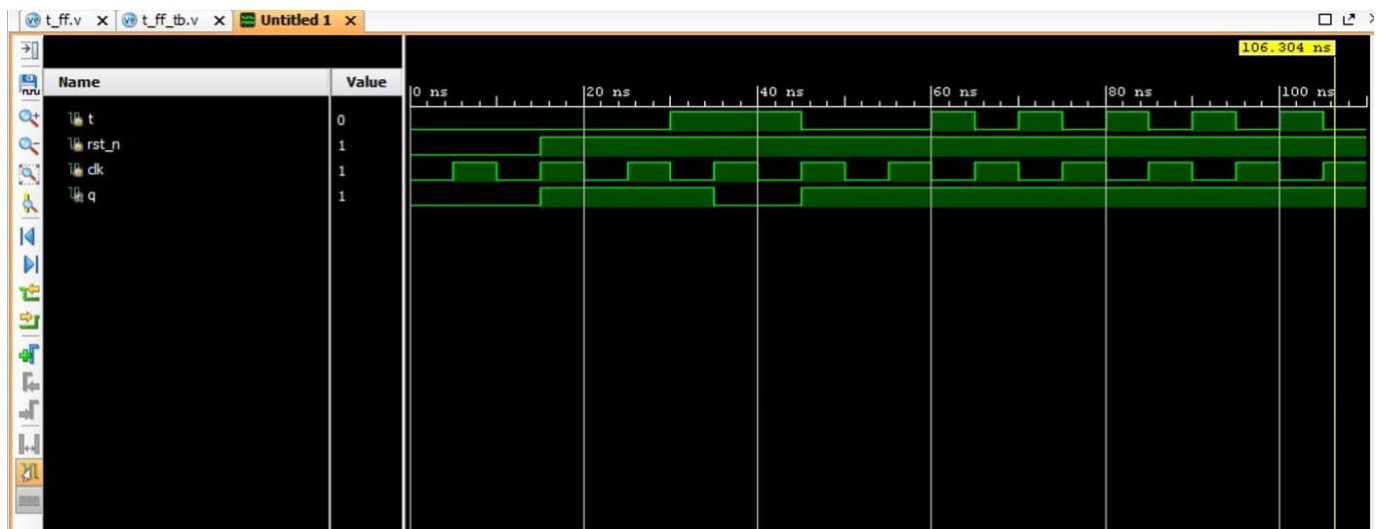 t_ff.v X t_ff_tb.v X Untitled 1 X
106.304 ns
Name Value
0 ns 20 ns 40 ns 60 ns 80 ns 100 ns
t 0
rst_n 1
clk 1
q 1